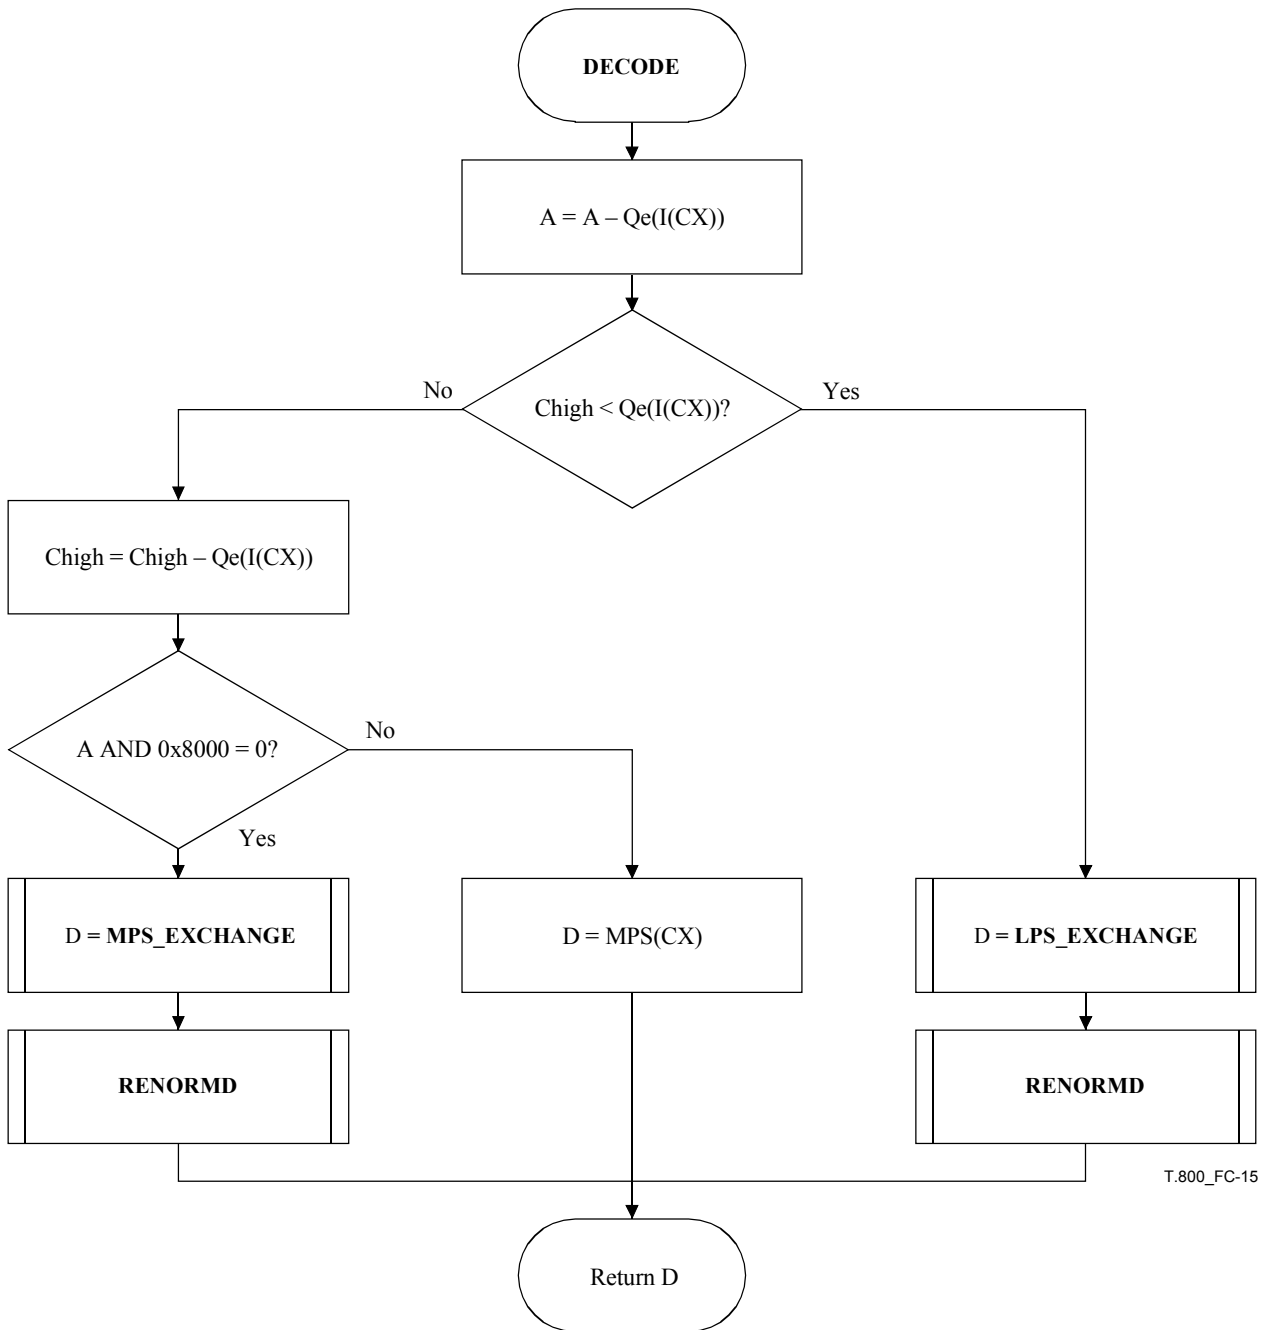 DECODE
A = A – Qe(I(CX))
Chigh < Qe(I(CX))?
No
Yes
Chigh = Chigh – Qe(I(CX))
A AND 0x8000 = 0?
No
Yes
D = MPS_EXCHANGE
D = MPS(CX)
D = LPS_EXCHANGE
RENORMD
RENORMD
T.800_FC-15
Return D